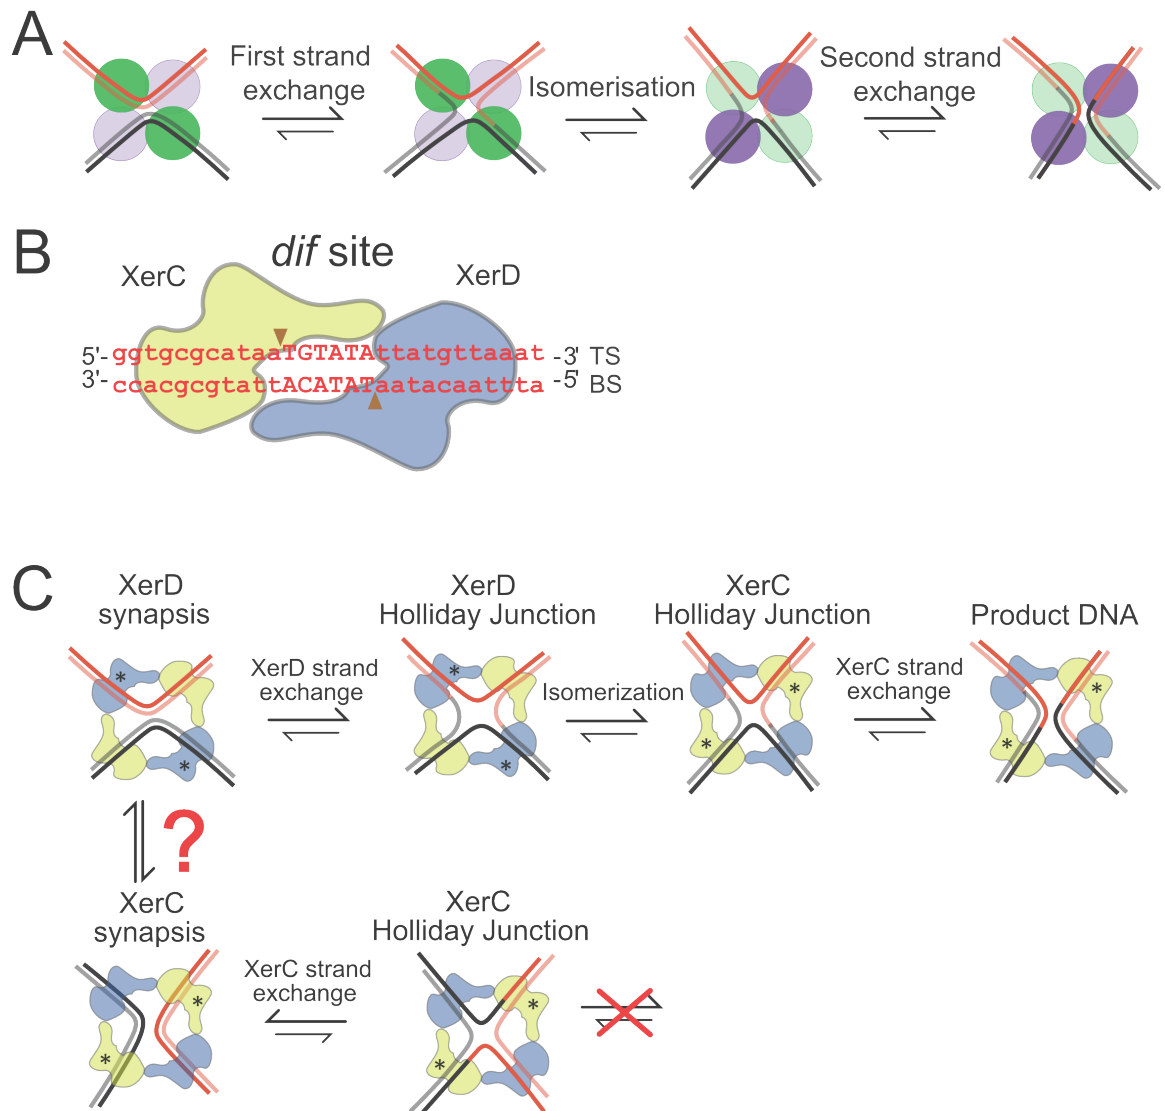 A
First strand
exchange
Isomerisation
Second strand
exchange
B
dif site
XerC
XerD
5'-ggtgcgcataaTGTATAttatgttaaat-3' TS
3'-ccacgcgtattACATATaatacaattta-5' BS
C
XerD
synapsis
XerD strand
exchange
XerD
Holliday Junction
Isomerization
XerC
Holliday Junction
XerC strand
exchange
Product DNA
*
*
*
*
*
*
*
*
?
XerC
synapsis
XerC strand
exchange
XerC
Holliday Junction
*
*
*
*